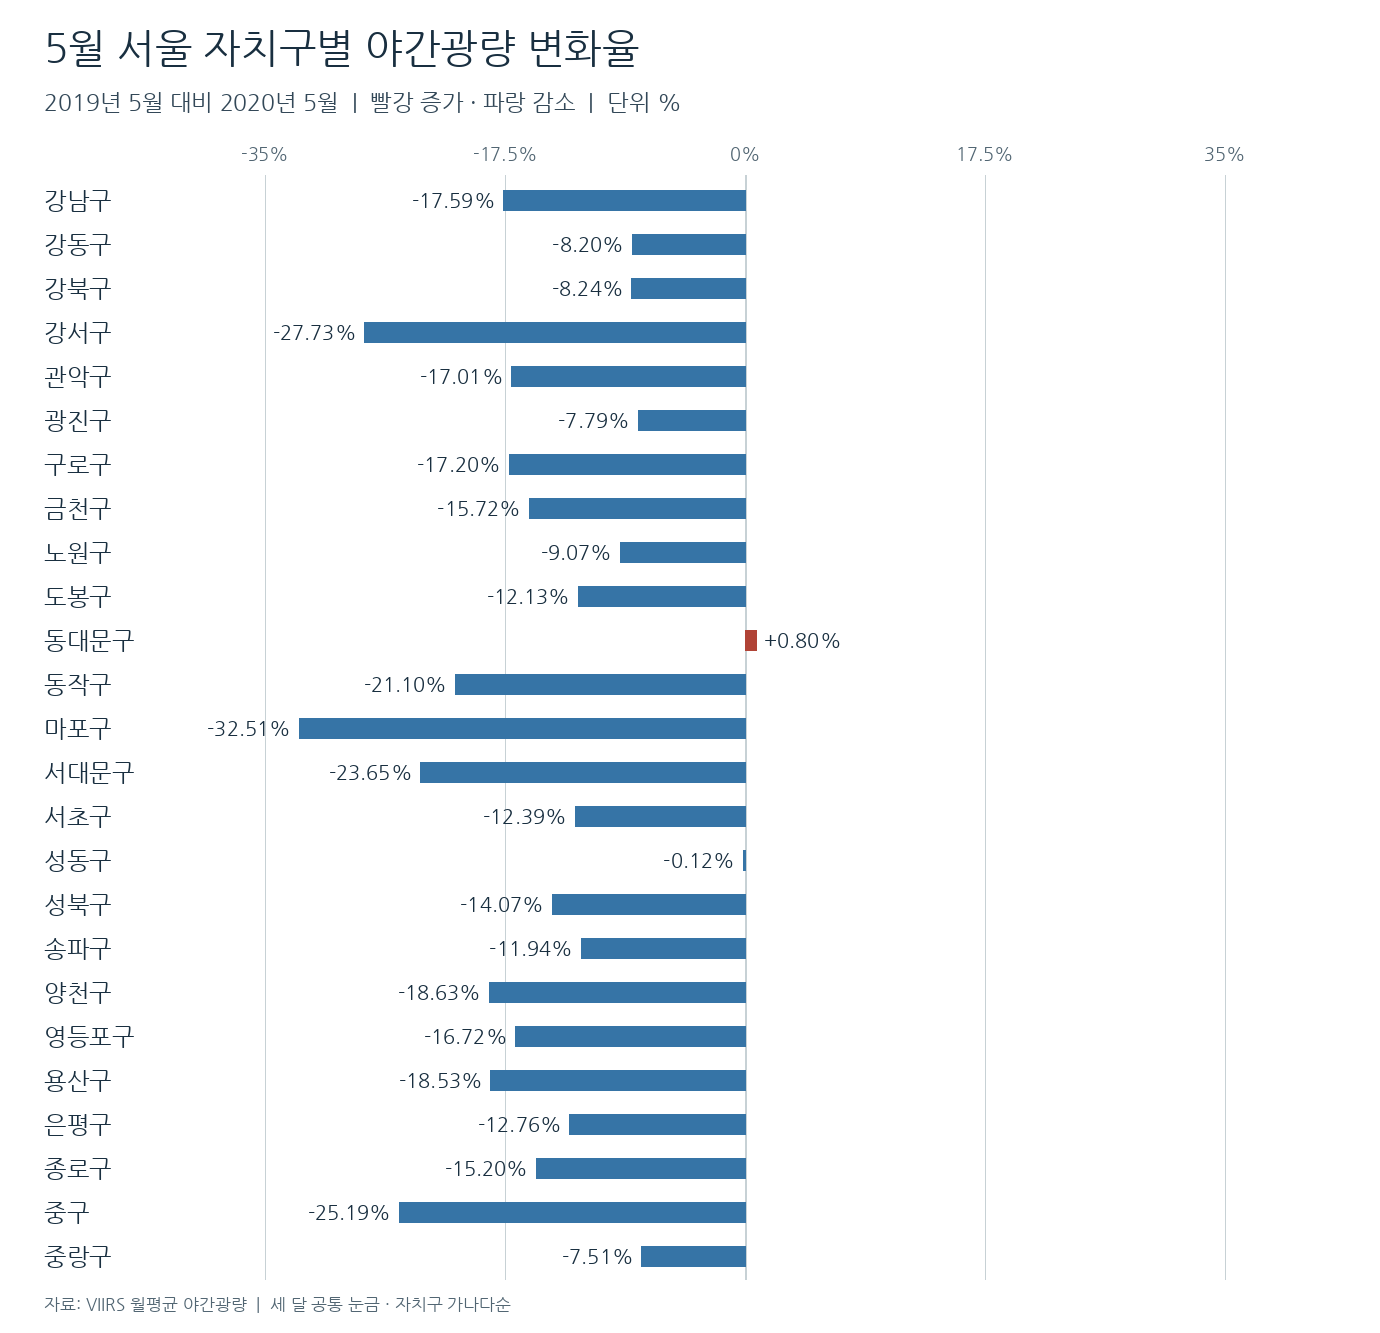 5월 서울 자치구별 야간광량 변화율
2019년 5월 대비 2020년 5월 | 빨강 증가 · 파랑 감소 | 단위 %
-35% -17.5% 0% 17.5% 35%
강남구 -17.59%
강동구 -8.20%
강북구 -8.24%
강서구 -27.73%
관악구 -17.01%
광진구 -7.79%
구로구 -17.20%
금천구 -15.72%
노원구 -9.07%
도봉구 -12.13%
동대문구 +0.80%
동작구 -21.10%
마포구 -32.51%
서대문구 -23.65%
서초구 -12.39%
성동구 -0.12%
성북구 -14.07%
송파구 -11.94%
양천구 -18.63%
영등포구 -16.72%
용산구 -18.53%
은평구 -12.76%
종로구 -15.20%
중구 -25.19%
중랑구 -7.51%
자료: VIIRS 월평균 야간광량 | 세 달 공통 눈금 · 자치구 가나다순